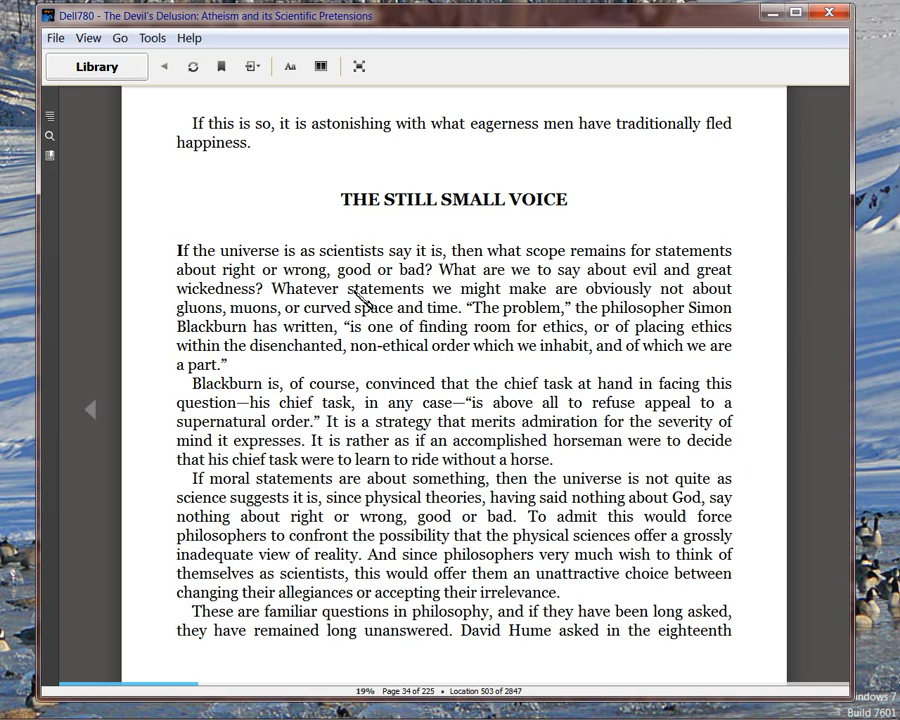 Dell780 - The Devil's Delusion: Atheism and its Scientific Pretensions
File View Go Tools Help
Library Aa
If this is so, it is astonishing with what eagerness men have traditionally fled
happiness.
THE STILL SMALL VOICE
If the universe is as scientists say it is, then what scope remains for statements
about right or wrong, good or bad? What are we to say about evil and great
wickedness? Whatever statements we might make are obviously not about
gluons, muons, or curved space and time. “The problem,” the philosopher Simon
Blackburn has written, “is one of finding room for ethics, or of placing ethics
within the disenchanted, non-ethical order which we inhabit, and of which we are
a part.”
Blackburn is, of course, convinced that the chief task at hand in facing this
question—his chief task, in any case—“is above all to refuse appeal to a
supernatural order.” It is a strategy that merits admiration for the severity of
mind it expresses. It is rather as if an accomplished horseman were to decide
that his chief task were to learn to ride without a horse.
If moral statements are about something, then the universe is not quite as
science suggests it is, since physical theories, having said nothing about God, say
nothing about right or wrong, good or bad. To admit this would force
philosophers to confront the possibility that the physical sciences offer a grossly
inadequate view of reality. And since philosophers very much wish to think of
themselves as scientists, this would offer them an unattractive choice between
changing their allegiances or accepting their irrelevance.
These are familiar questions in philosophy, and if they have been long asked,
they have remained long unanswered. David Hume asked in the eighteenth
19% Page 34 of 225 • Location 503 of 2847
indows 7
Build 7601